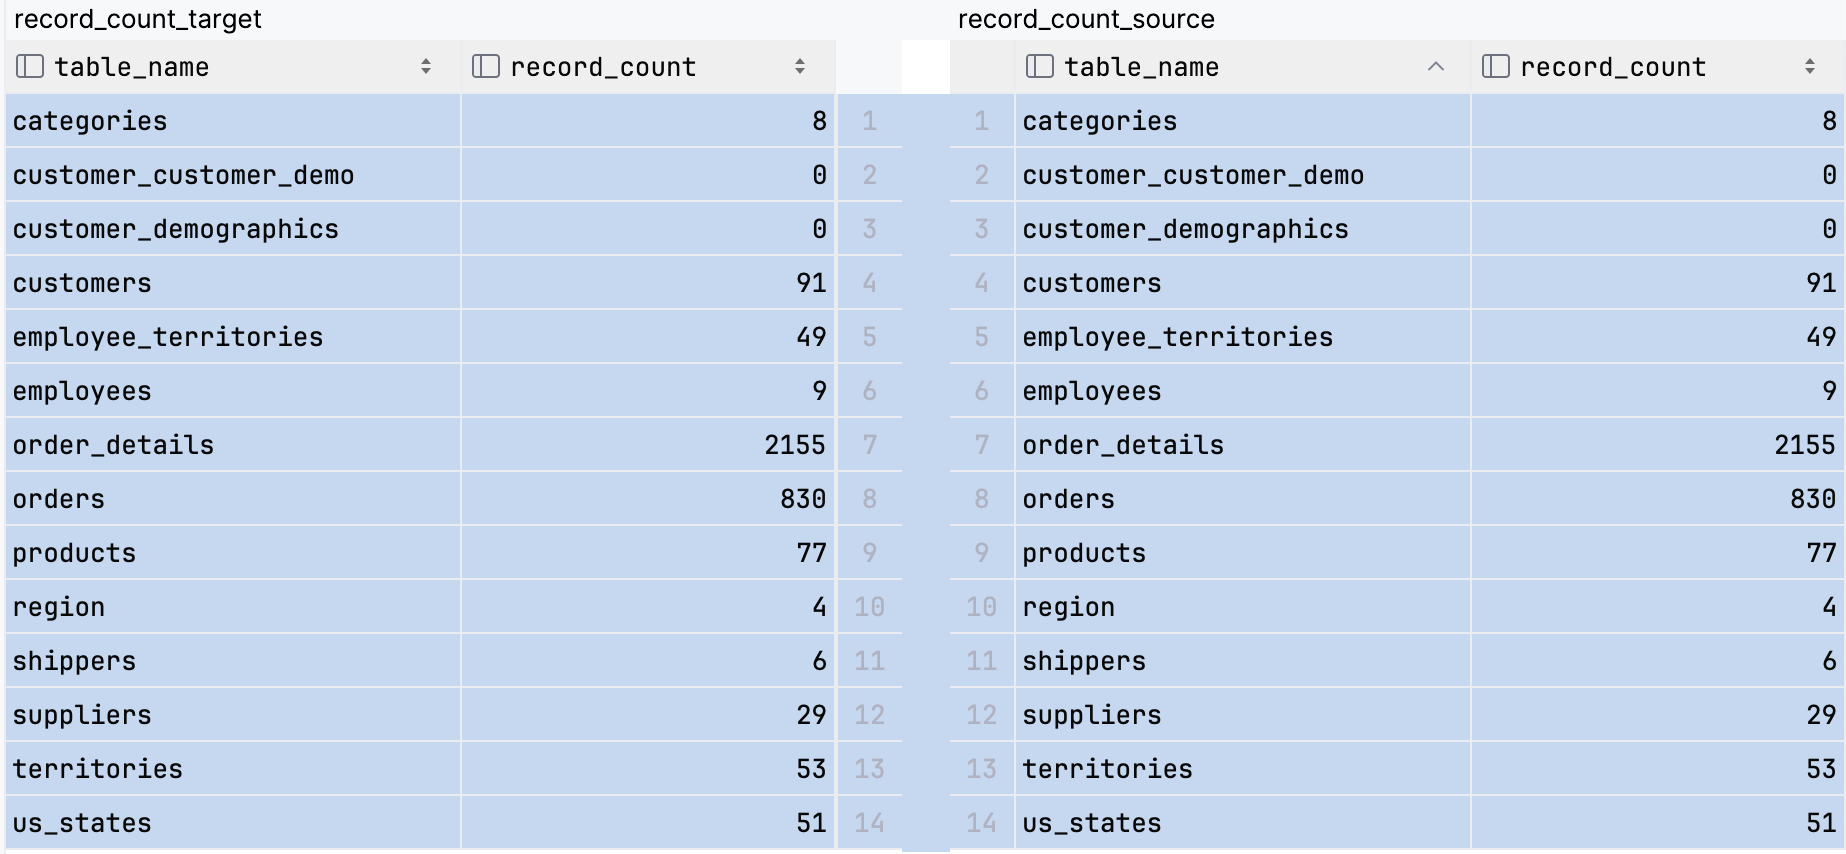 record_count_target record_count_source
table_name record_count table_name record_count
categories 8 1 1 categories 8
customer_customer_demo 0 2 2 customer_customer_demo 0
customer_demographics 0 3 3 customer_demographics 0
customers 91 4 4 customers 91
employee_territories 49 5 5 employee_territories 49
employees 9 6 6 employees 9
order_details 2155 7 7 order_details 2155
orders 830 8 8 orders 830
products 77 9 9 products 77
region 4 10 10 region 4
shippers 6 11 11 shippers 6
suppliers 29 12 12 suppliers 29
territories 53 13 13 territories 53
us_states 51 14 14 us_states 51